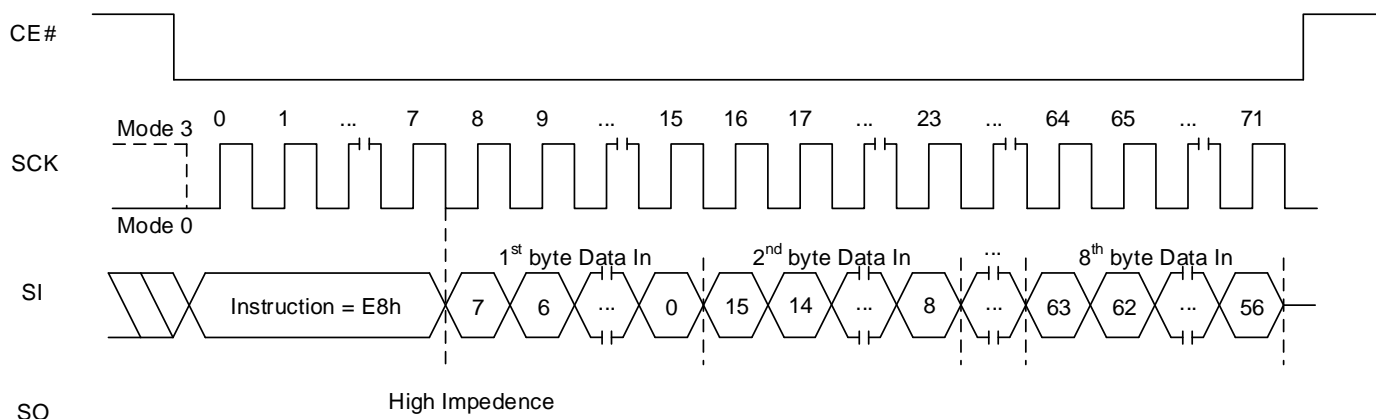 CE#
Mode 3 0 1 ... 7 8 9 ... 15 16 17 ... 23 ... 64 65 ... 71
SCK
Mode 0
1st byte Data In 2nd byte Data In ... 8th byte Data In
SI Instruction = E8h 7 6 ... 0 15 14 ... 8 ... 63 62 ... 56
High Impedence
SO